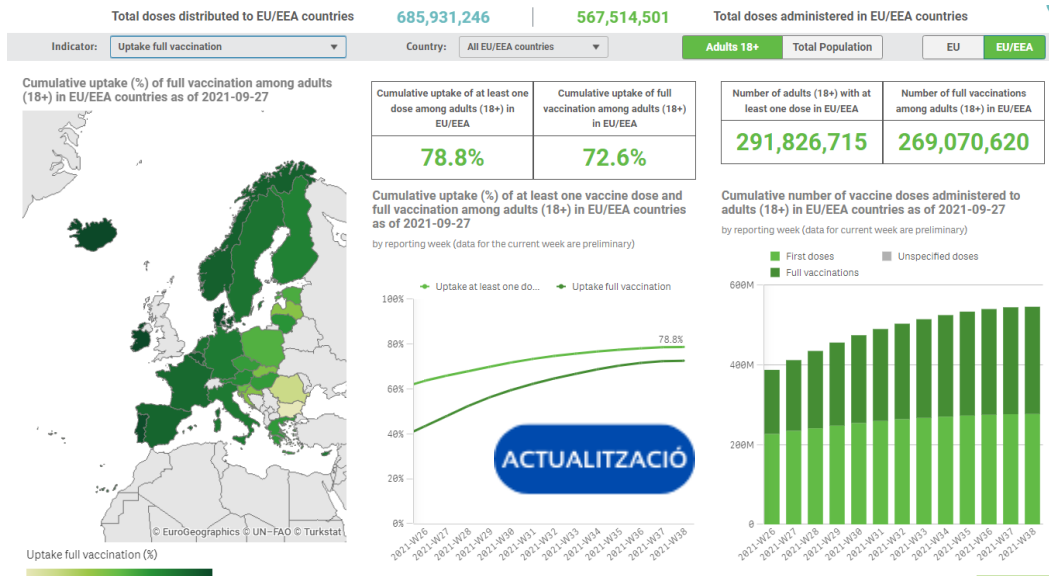 Total doses distributed to EU/EEA countries 685,931,246 567,514,501 Total doses administered in EU/EEA countries
Indicator: Uptake full vaccination Country: All EU/EEA countries Adults 18+ Total Population EU EU/EEA
Cumulative uptake (%) of full vaccination among adults
(18+) in EU/EEA countries as of 2021-09-27
© EuroGeographics © UN-FAO © Turkstat
Uptake full vaccination (%)
Cumulative uptake of at least one
dose among adults (18+) in
EU/EEA
78.8%
Cumulative uptake of full
vaccination among adults (18+)
in EU/EEA
72.6%
Cumulative uptake (%) of at least one vaccine dose and
full vaccination among adults (18+) in EU/EEA countries
as of 2021-09-27
by reporting week (data for the current week are preliminary)
Uptake at least one do... Uptake full vaccination
100%
80%
60%
40%
20%
0%
78.8%
ACTUALITZACIÓ
2021-W26 2021-W27 2021-W28 2021-W29 2021-W30 2021-W31 2021-W32 2021-W33 2021-W34 2021-W35 2021-W36 2021-W37 2021-W38
Number of adults (18+) with at
least one dose in EU/EEA
291,826,715
Number of full vaccinations
among adults (18+) in EU/EEA
269,070,620
Cumulative number of vaccine doses administered to
adults (18+) in EU/EEA countries as of 2021-09-27
by reporting week (data for current week are preliminary)
First doses Unspecified doses
Full vaccinations
600M
400M
200M
0
2021-W26 2021-W27 2021-W28 2021-W29 2021-W30 2021-W31 2021-W32 2021-W33 2021-W34 2021-W35 2021-W36 2021-W37 2021-W38